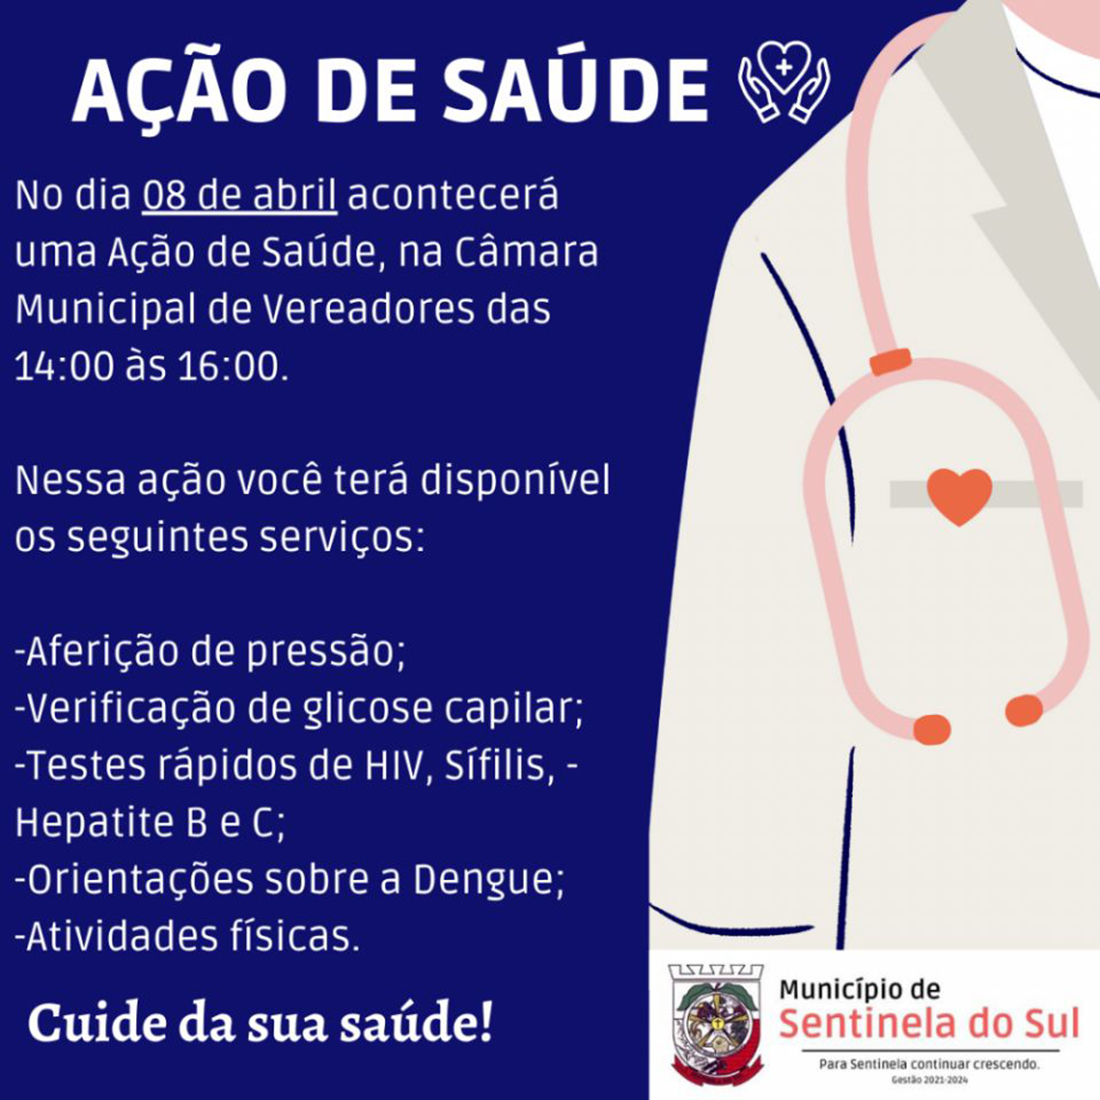 AÇÃO DE SAÚDE
No dia 08 de abril acontecerá
uma Ação de Saúde, na Câmara
Municipal de Vereadores das
14:00 às 16:00.
Nessa ação você terá disponível
os seguintes serviços:
-Aferição de pressão;
-Verificação de glicose capilar;
-Testes rápidos de HIV, Sífilis, -
Hepatite B e C;
-Orientações sobre a Dengue;
-Atividades físicas.
Cuide da sua saúde!
Município de
Sentinela do Sul
Para Sentinela continuar crescendo.
Gestão 2021-2024